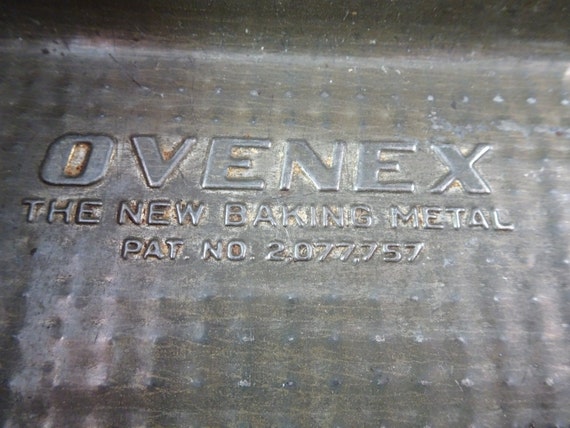 OVENEX
THE NEW BAKING METAL
PAT. NO. 2,077,757